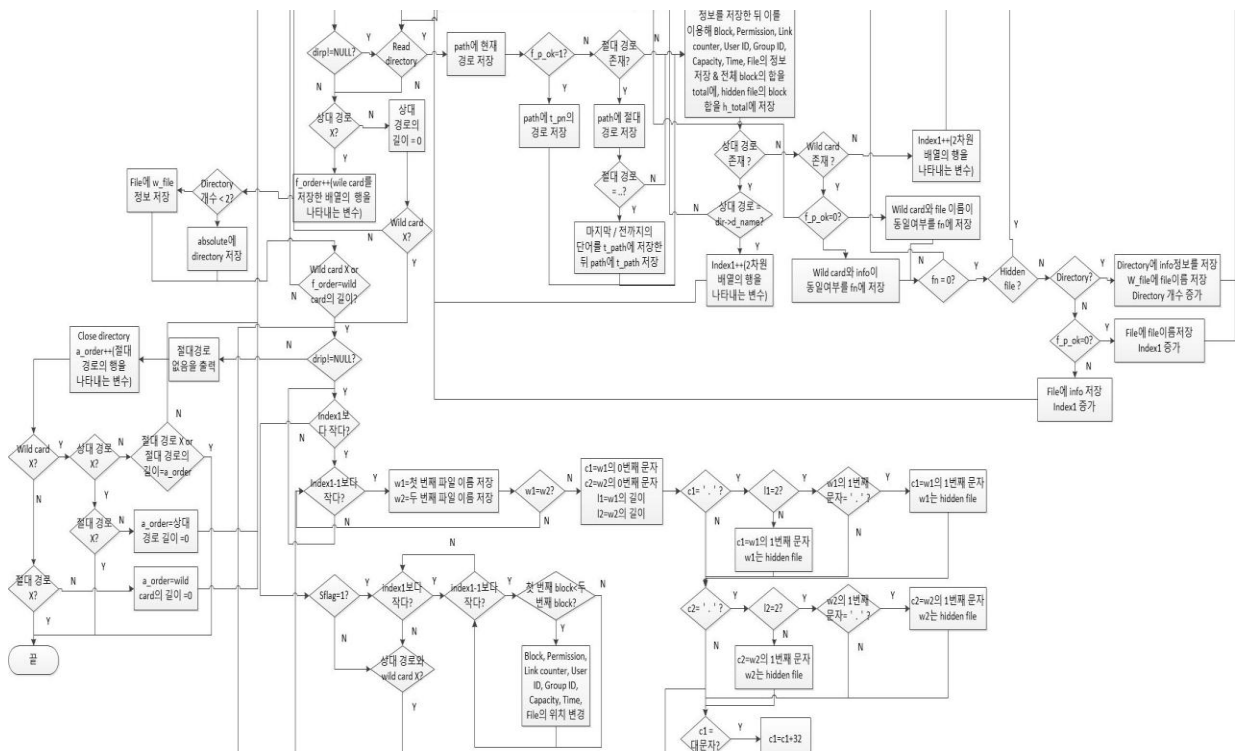 정보를 저장한 뒤 이를
이용해 Block, Permission, Link
counter, User ID, Group ID,
Capacity, Time, File의 정보
저장 & 전체 block의 합을
total에, hidden file의 block
합을 h_total에 저장
dirp!=NULL?
Y
Read
directory
Y
path에 현재
경로 저장
f_p_ok=1?
N
절대 경로
존재?
N
Y
Y
N
N
path에 t_pn의
경로 저장
path에 절대
경로 저장
상대 경로
X?
N
상대
경로의
길이 = 0
Y
f_order++(wile card를
저장한 배열의 행을
나타내는 변수)
절대 경로
= ..?
N
Y
마지막 / 전까지의
단어를 t_path에 저장한
뒤 path에 t_path 저장
상대 경로
존재 ?
N
Wild card
존재 ?
N
Index1++(2차원
배열의 행을
나타내는 변수)
Y
Y
상대 경로 =
dir->d_name?
N
Y
Index1++(2차원
배열의 행을
나타내는 변수)
f_p_ok=0?
Y
Wild card와 file 이름이
동일여부를 fn에 저장
N
Wild card와 info이
동일여부를 fn에 저장
N
fn = 0?
Y
Y
Hidden
file ?
N
Directory?
Y
Directory에 info정보를 저장
W_file에 file이름 저장
Directory 개수 증가
N
f_p_ok=0?
Y
File에 file이름저장
Index1 증가
N
File에 info 저장
Index1 증가
File에 w_file
정보 저장
N
Directory
개수 < 2?
Y
absolute에
directory 저장
Wild card
X?
N
Y
Wild card X or
f_order=wild
card의 길이?
N
Y
drip!=NULL?
N
절대경로
없음을 출력
Close directory
a_order++(절대
경로의 행을
나타내는 변수)
Y
Index1보
다 작다?
N
Y
Wild card
X?
Y
상대 경로
X?
N
절대 경로 X or
절대 경로의
길이=a_order
N
Y
N
Y
절대 경로
X?
N
a_order=상대
경로 길이 =0
Y
절대 경로
X?
N
a_order=wild
card의 길이 =0
Y
끝
Index1-1보다
작다?
Y
w1=첫 번째 파일 이름 저장
w2=두 번째 파일 이름 저장
w1=w2?
N
Y
N
c1=w1의 0번째 문자
c2=w2의 0번째 문자
l1=w1의 길이
l2=w2의 길이
c1= ' . ' ?
Y
l1=2?
Y
w1의 1번째
문자= ' . ' ?
Y
c1=w1의 1번째 문자
w1는 hidden file
N
N
N
c1=w1의 1번째 문자
w1는 hidden file
c2= ' . ' ?
Y
l2=2?
Y
w2의 1번째
문자= ' . ' ?
Y
c2=w2의 1번째 문자
w2는 hidden file
N
N
N
c2=w2의 1번째 문자
w2는 hidden file
c1 =
대문자?
Y
c1=c1+32
Sflag=1?
Y
index1보다
작다?
Y
index1-1보다
작다?
N
Y
첫 번째 block<두
번째 block?
N
Y
N
N
상대 경로와
wild card X?
Y
Block, Permission,
Link counter, User
ID, Group ID,
Capacity, Time,
File의 위치 변경